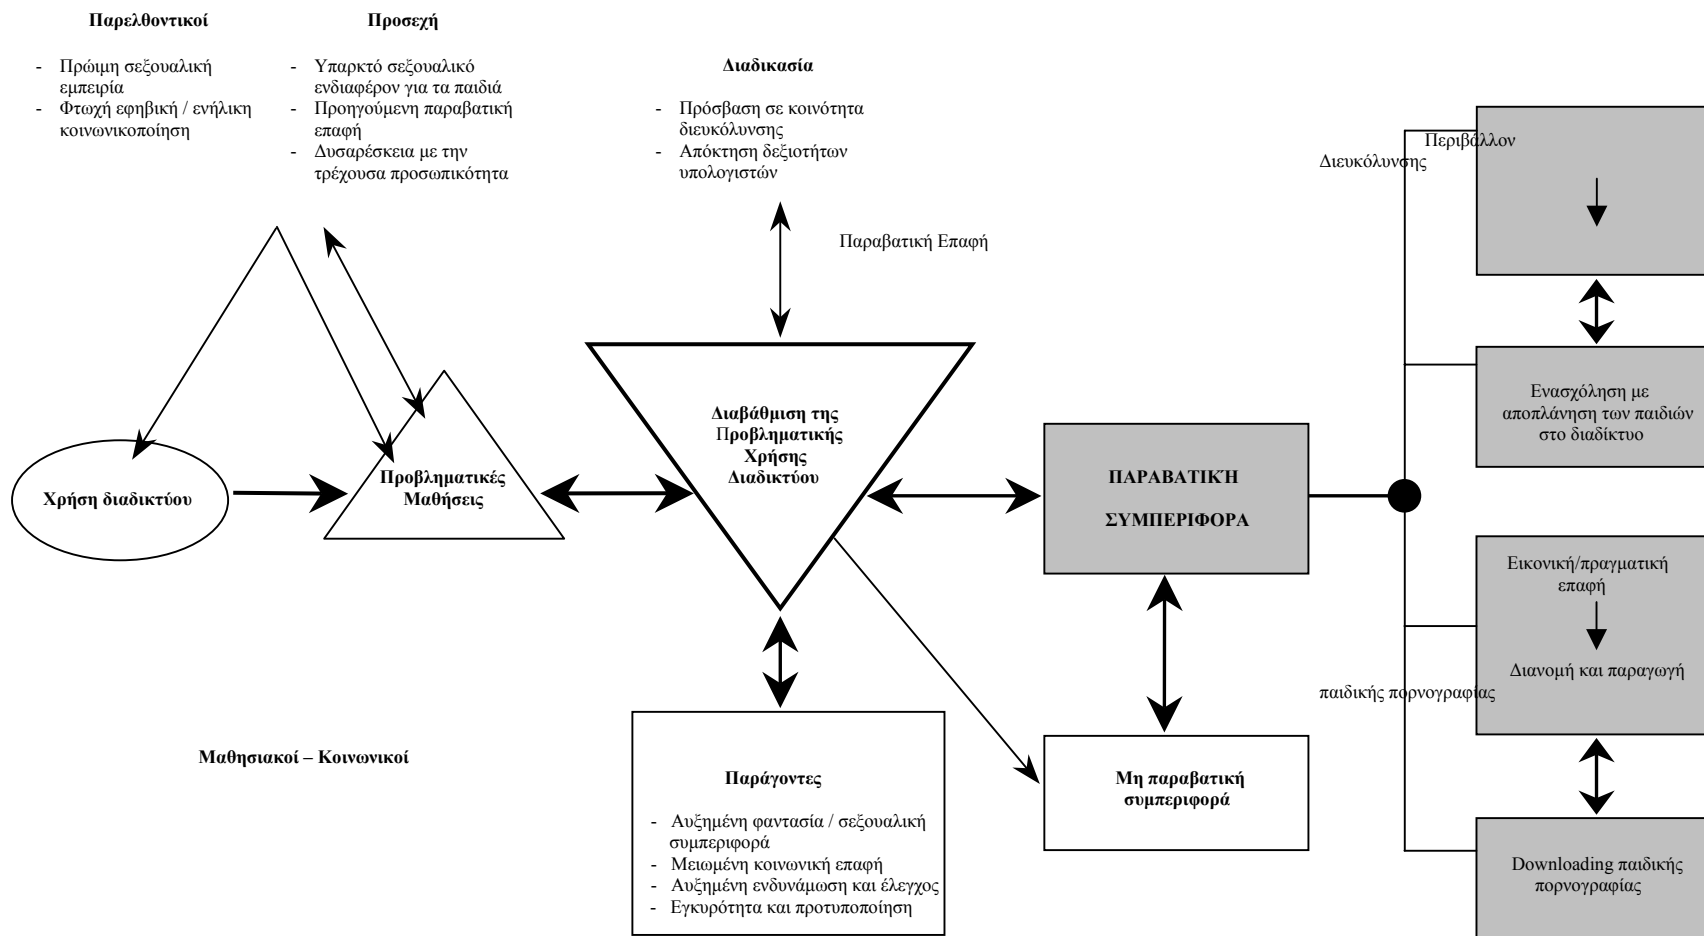 Παρελθοντικοί
- Πρώιμη σεξουαλική
εμπειρία
- Φτωχή εφηβική / ενήλικη
κοινωνικοποίηση
Προσεχή
- Υπαρκτό σεξουαλικό
ενδιαφέρον για τα παιδιά
- Προηγούμενη παραβατική
επαφή
- Δυσαρέσκεια με την
τρέχουσα προσωπικότητα
Διαδικασία
- Πρόσβαση σε κοινότητα
διευκόλυνσης
- Απόκτηση δεξιοτήτων
υπολογιστών
Παραβατική Επαφή
Περιβάλλον
Διευκόλυνσης
Ενασχόληση με
αποπλάνηση των παιδιών
στο διαδίκτυο
Χρήση διαδικτύου
Προβληματικές
Μαθήσεις
Διαβάθμιση της
Προβληματικής
Χρήσης
Διαδικτύου
ΠΑΡΑΒΑΤΙΚΉ
ΣΥΜΠΕΡΙΦΟΡΑ
Εικονική/πραγματική
επαφή
Διανομή και παραγωγή
παιδικής πορνογραφίας
Μαθησιακοί – Κοινωνικοί
Παράγοντες
- Αυξημένη φαντασία / σεξουαλική
συμπεριφορά
- Μειωμένη κοινωνική επαφή
- Αυξημένη ενδυνάμωση και έλεγχος
- Εγκυρότητα και προτυποποίηση
Μη παραβατική
συμπεριφορά
Downloading παιδικής
πορνογραφίας